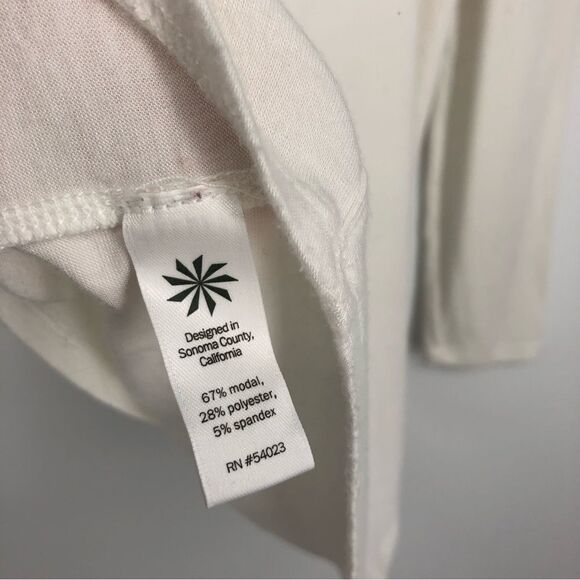 Designed in
Sonoma County,
California
67% modal,
28% polyester,
5% spandex
RN #54023